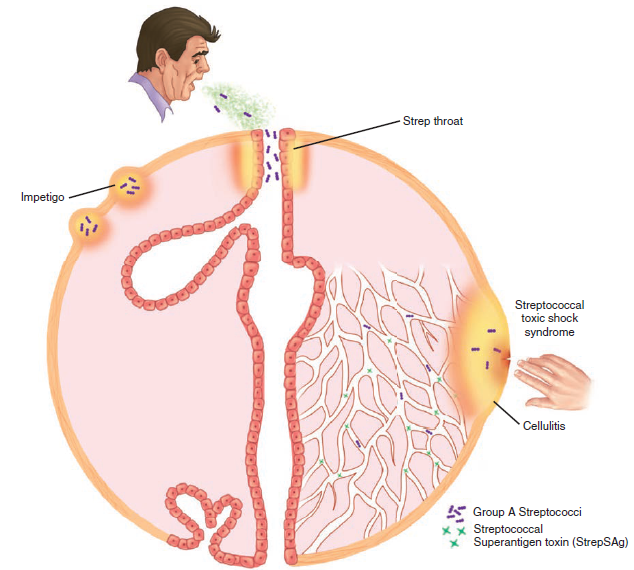 Strep throat
Impetigo
Streptococcal
toxic shock
syndrome
Cellulitis
Group A Streptococci
Streptococcal
Superantigen toxin (StrepSAg)